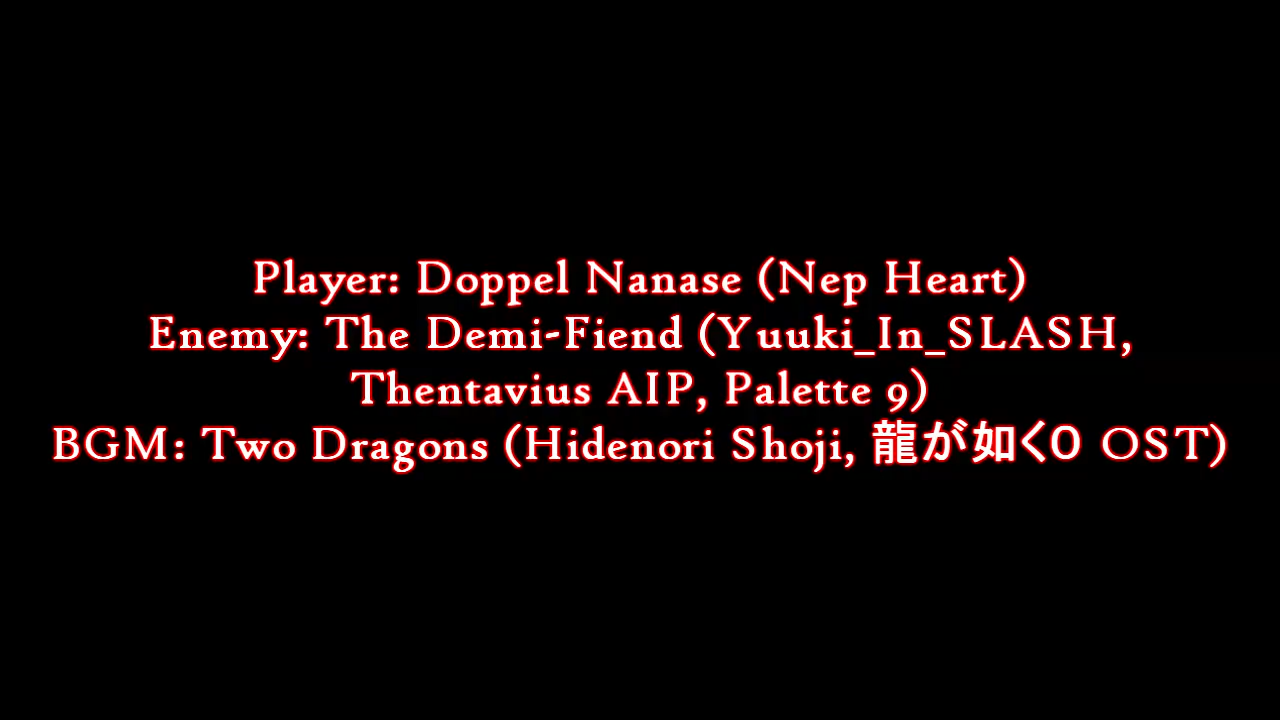 Player: Doppel Nanase (Nep Heart)
Enemy: The Demi-Fiend (Yuuki_In_SLASH,
Thentavius AIP, Palette 9)
BGM: Two Dragons (Hidenori Shoji, 龍が如く0 OST)